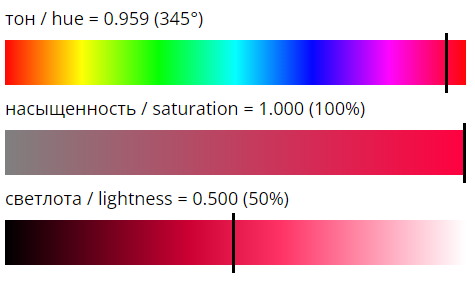 тон / hue = 0.959 (345°)
насыщенность / saturation = 1.000 (100%)
светлота / lightness = 0.500 (50%)